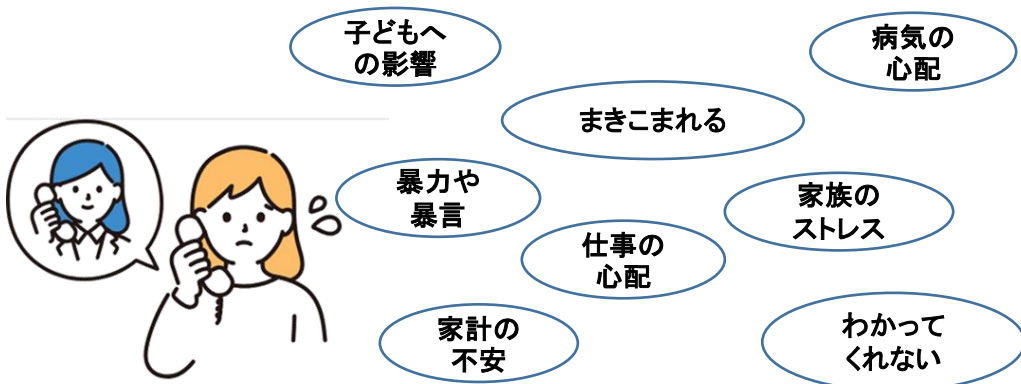 子どもへ
の影響
病気の
心配
まきこまれる
暴力や
暴言
家族の
ストレス
仕事の
心配
家計の
不安
わかって
くれない